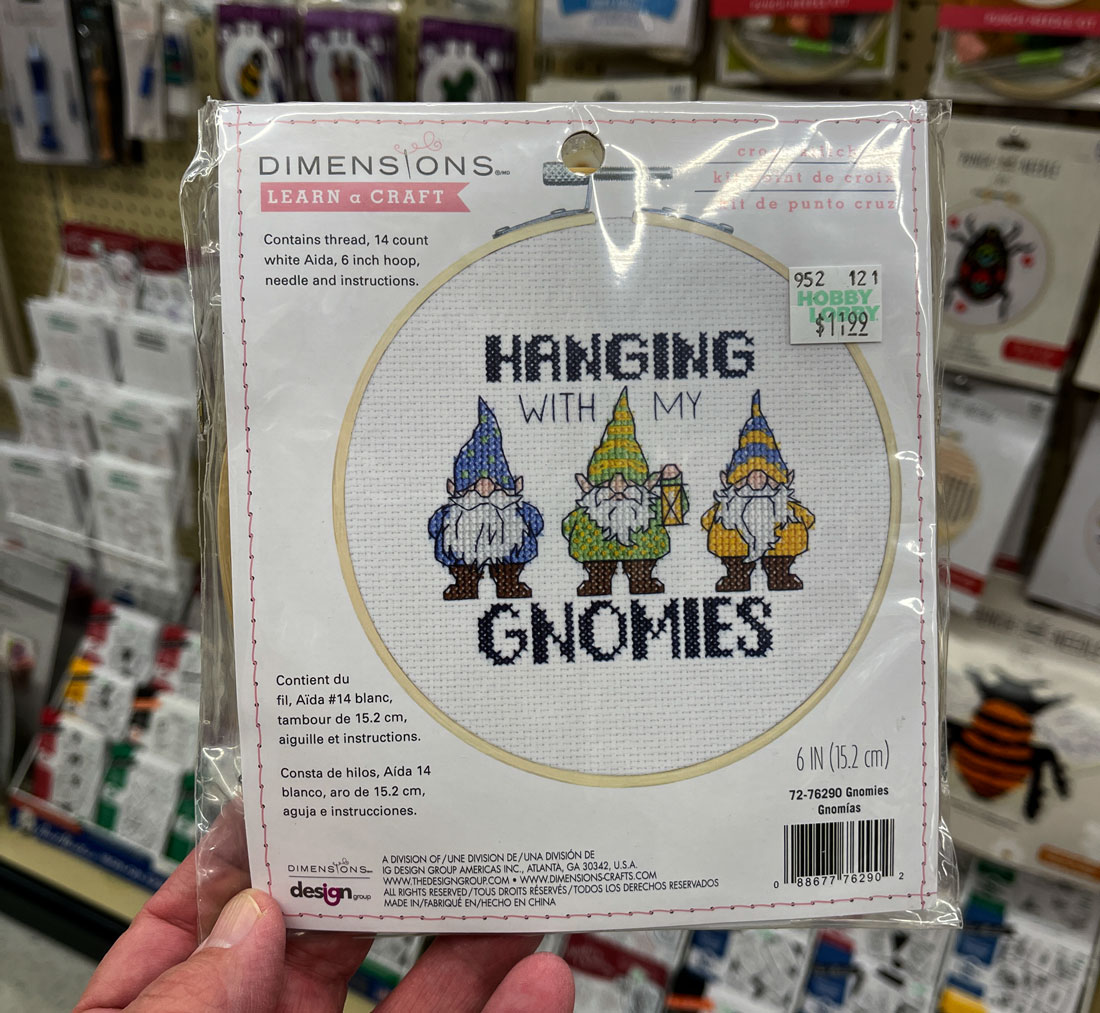 DIMENSIONS®/MD
LEARN a CRAFT
kit de punto cruz
Contains thread, 14 count
white Aida, 6 inch hoop,
needle and instructions.
952 121
HOBBY
LOBBY
$11.99
HANGING
WITH MY
GNOMIES
Contient du
fil, Aïda #14 blanc,
tambour de 15.2 cm,
aiguille et instructions.
Consta de hilos, Aída 14
blanco, aro de 15.2 cm,
aguja e instrucciones.
6 IN (15.2 cm)
72-76290 Gnomies
Gnomías
0 88677 76290 2
DIMENSIONS
design group
A DIVISION OF/UNE DIVISION DE/UNA DIVISIÓN DE
IG DESIGN GROUP AMERICAS INC., ATLANTA, GA 30342, U.S.A.
WWW.THEDESIGNGROUP.COM • WWW.DIMENSIONS-CRAFTS.COM
ALL RIGHTS RESERVED/TOUS DROITS RÉSERVÉS/TODOS LOS DERECHOS RESERVADOS
MADE IN/FABRIQUÉ EN/HECHO EN CHINA